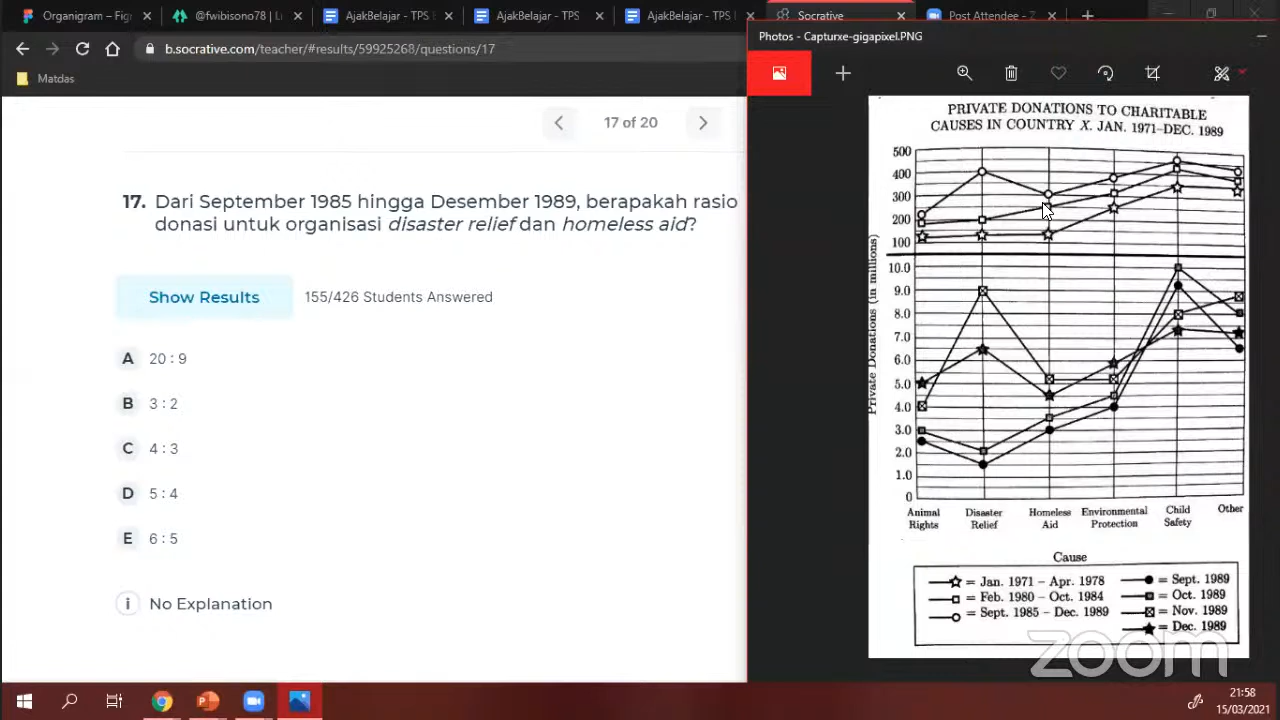 Organigram – Figm
@fwibisono78 | Li
AjakBelajar - TPS
AjakBelajar - TPS
AjakBelajar - TPS
Socrative
Post Attendee - Z
b.socrative.com/teacher/#results/59925268/questions/17
Matdas
Photos - Capturxe-gigapixel.PNG
17 of 20
17. Dari September 1985 hingga Desember 1989, berapakah rasio
donasi untuk organisasi disaster relief dan homeless aid?
Show Results
155/426 Students Answered
A 20 : 9
B 3 : 2
C 4 : 3
D 5 : 4
E 6 : 5
i No Explanation
PRIVATE DONATIONS TO CHARITABLE
CAUSES IN COUNTRY X. JAN. 1971–DEC. 1989
Private Donations (in millions)
500
400
300
200
100
10.0
9.0
8.0
7.0
6.0
5.0
4.0
3.0
2.0
1.0
0
Animal Rights
Disaster Relief
Homeless Aid
Environmental Protection
Child Safety
Other
Cause
= Jan. 1971 – Apr. 1978
= Feb. 1980 – Oct. 1984
= Sept. 1985 – Dec. 1989
= Sept. 1989
= Oct. 1989
= Nov. 1989
= Dec. 1989
zoom
21:58
15/03/2021